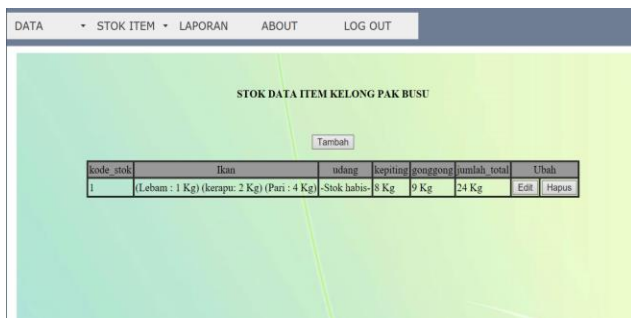 DATA STOK ITEM LAPORAN ABOUT LOG OUT
STOK DATA ITEM KELONG PAK BUSU
Tambah
kode_stok Ikan udang kepiting gonggong jumlah_total Ubah
1 (Lebam : 1 Kg) (kerapu: 2 Kg) (Pari : 4 Kg) -Stok habis- 8 Kg 9 Kg 24 Kg Edit Hapus